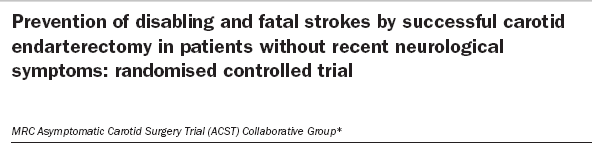 Prevention of disabling and fatal strokes by successful carotid
endarterectomy in patients without recent neurological
symptoms: randomised controlled trial
MRC Asymptomatic Carotid Surgery Trial (ACST) Collaborative Group*